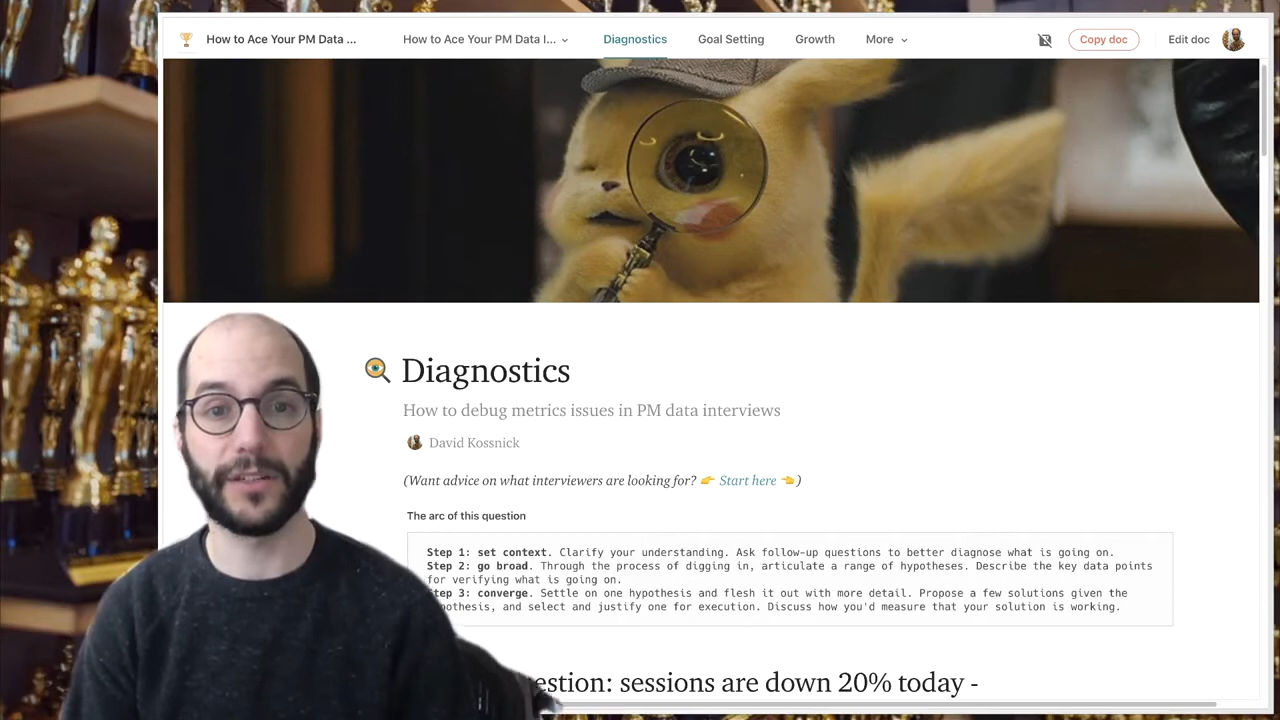 How to Ace Your PM Data ...
How to Ace Your PM Data I...
Diagnostics
Goal Setting
Growth
More
Copy doc
Edit doc
Diagnostics
How to debug metrics issues in PM data interviews
David Kossnick
(Want advice on what interviewers are looking for? 👉 Start here 👈)
The arc of this question
Step 1: set context. Clarify your understanding. Ask follow-up questions to better diagnose what is going on.
Step 2: go broad. Through the process of digging in, articulate a range of hypotheses. Describe the key data points
for verifying what is going on.
Step 3: converge. Settle on one hypothesis and flesh it out with more detail. Propose a few solutions given the
hypothesis, and select and justify one for execution. Discuss how you'd measure that your solution is working.
estion: sessions are down 20% today -